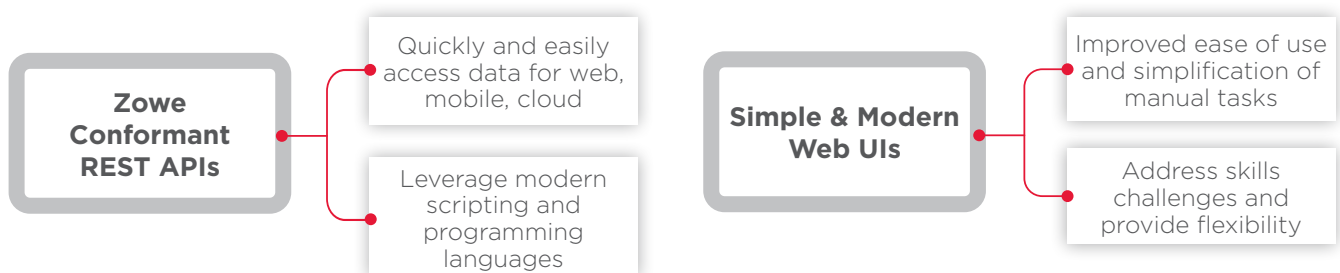 Zowe
Conformant
REST APIs
Quickly and easily
access data for web,
mobile, cloud
Leverage modern
scripting and
programming
languages
Simple & Modern
Web UIs
Improved ease of use
and simplification of
manual tasks
Address skills
challenges and
provide flexibility